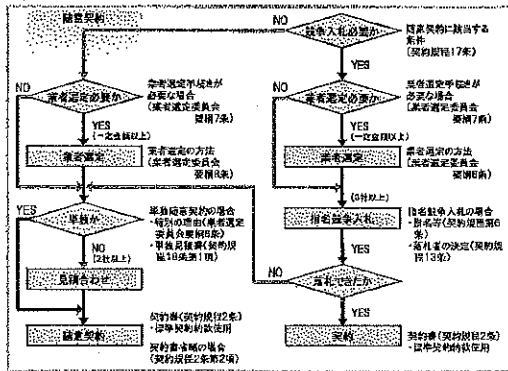 随意契約
競争入札必要か
随意契約に該当する
条件
(契約規程17条)
NO
YES
業者選定必要か
業者選定手続きが
必要な場合
(業者選定委員会
要綱7条)
NO
YES
(一定金額以上)
業者選定
業者選定の方法
(業者選定委員会
要綱8条)
業者選定必要か
業者選定手続きが
必要な場合
(業者選定委員会
要綱7条)
NO
YES
(一定金額以上)
業者選定
業者選定の方法
(業者選定委員会
要綱8条)
YES
単独か
単独随意契約の場合
・特別の理由(業者選定
委員会要綱8条)
・単独見積書(契約規
程18条第1項)
NO
(2社以上)
見積合わせ
随意契約
契約書(契約規程2条)
・標準契約約款使用
契約書省略の場合
(契約規程2条第2項)
指名競争入札
指名競争入札の場合
・指名等(契約規程第6
条)
・落札者の決定(契約規
程13条)
NO
落札できたか
YES
契約
契約書(契約規程2条)
・標準契約約款使用